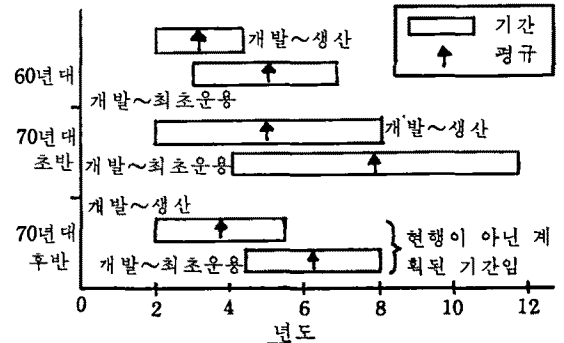 기간
평규
개발~생산
60년대
개발~최초운용
70년대
초반
개발~생산
개발~최초운용
개발~생산
70년대
후반
개발~최초운용
현행이 아닌 계
획된 기간임
0 2 4 6 8 10 12
년도